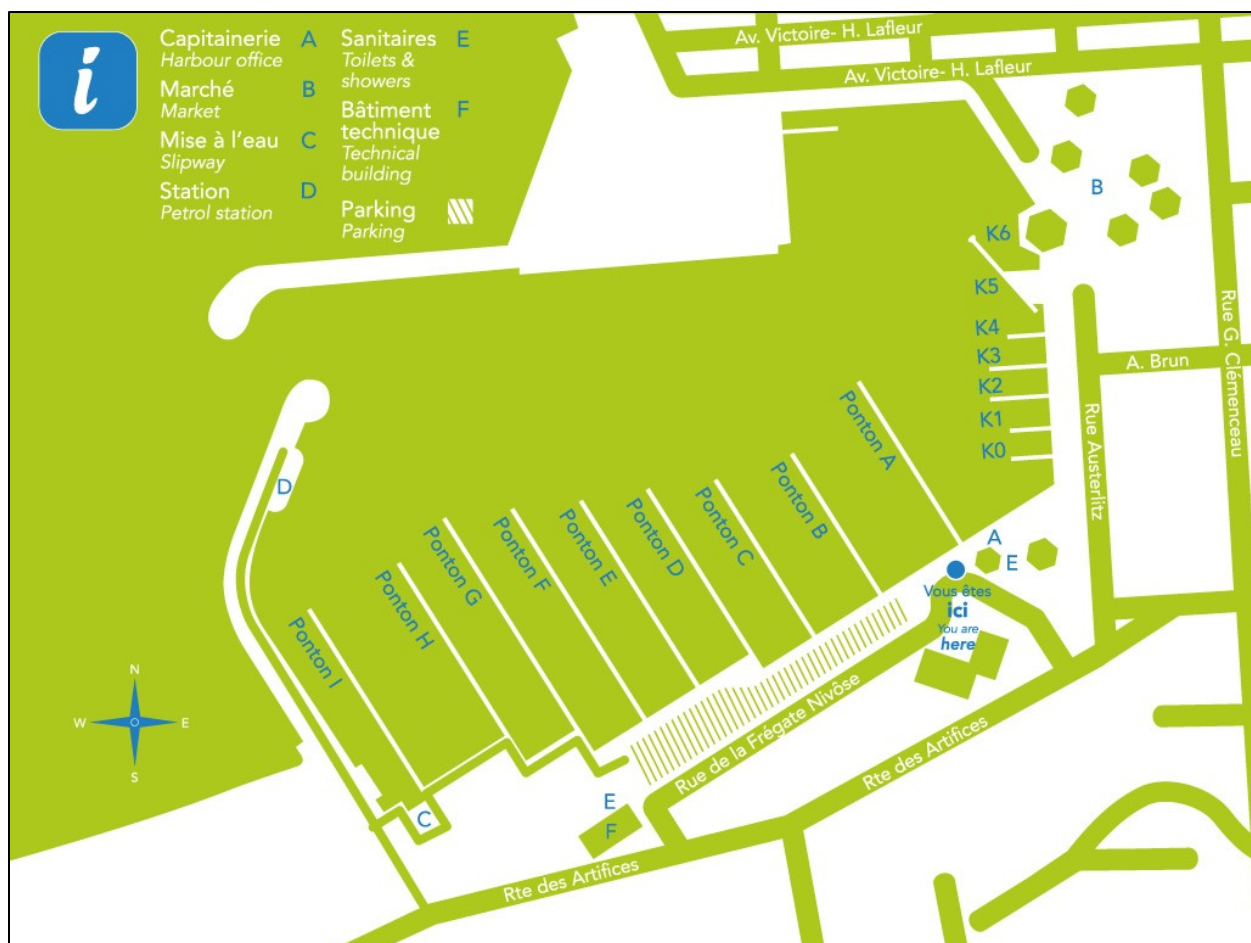 i
Capitainerie A
Harbour office
Marché B
Market
Mise à l'eau C
Slipway
Station D
Petrol station
Sanitaires E
Toilets &
showers
Bâtiment F
technique
Technical
building
Parking
Parking
Av. Victoire- H. Lafleur
Av. Victoire- H. Lafleur
B
K6
K5
K4
K3
K2
K1
K0
Rue G. Clémenceau
A. Brun
Rue Austerlitz
Ponton A
Ponton B
Ponton C
Ponton D
Ponton E
Ponton F
Ponton G
Ponton H
Ponton I
D
A
E
Vous êtes
ici
You are
here
N
W
E
S
Rue de la Frégate Nivôse
Rte des Artifices
E
F
C
Rte des Artifices